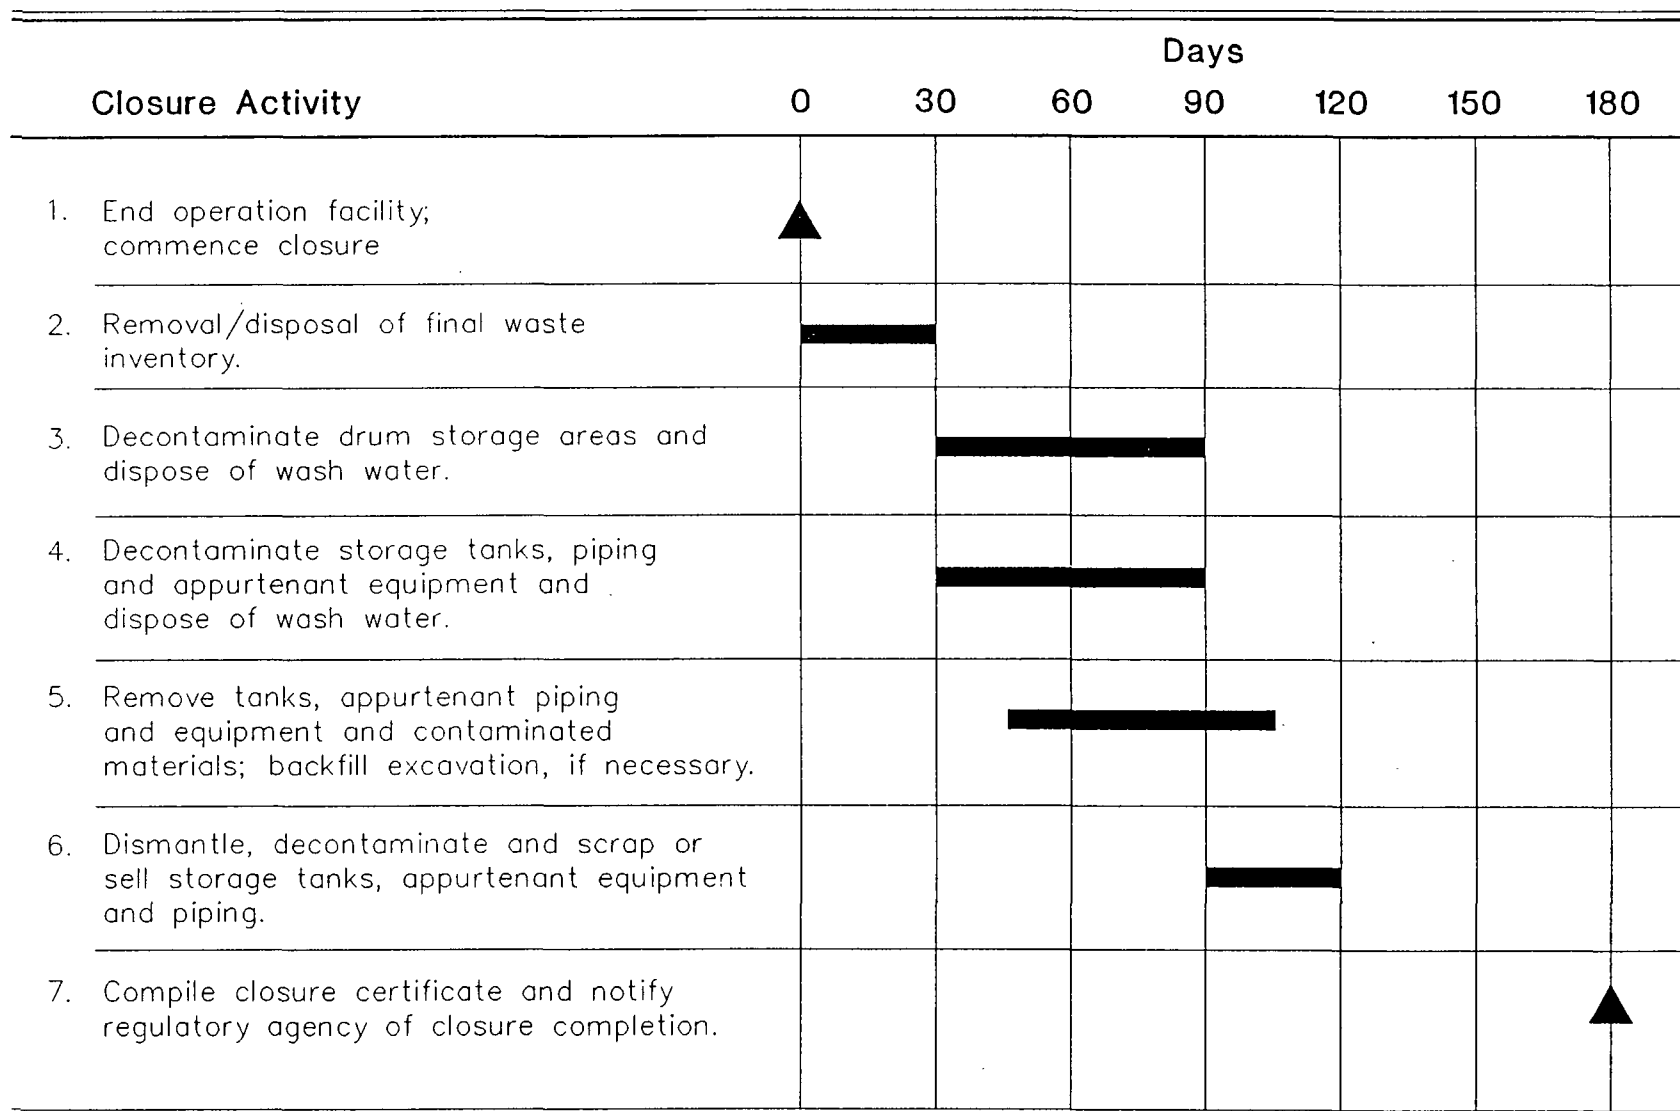 Days
Closure Activity 0 30 60 90 120 150 180
1. End operation facility;
commence closure
2. Removal/disposal of final waste
inventory.
3. Decontaminate drum storage areas and
dispose of wash water.
4. Decontaminate storage tanks, piping
and appurtenant equipment and
dispose of wash water.
5. Remove tanks, appurtenant piping
and equipment and contaminated
materials; backfill excavation, if necessary.
6. Dismantle, decontaminate and scrap or
sell storage tanks, appurtenant equipment
and piping.
7. Compile closure certificate and notify
regulatory agency of closure completion.